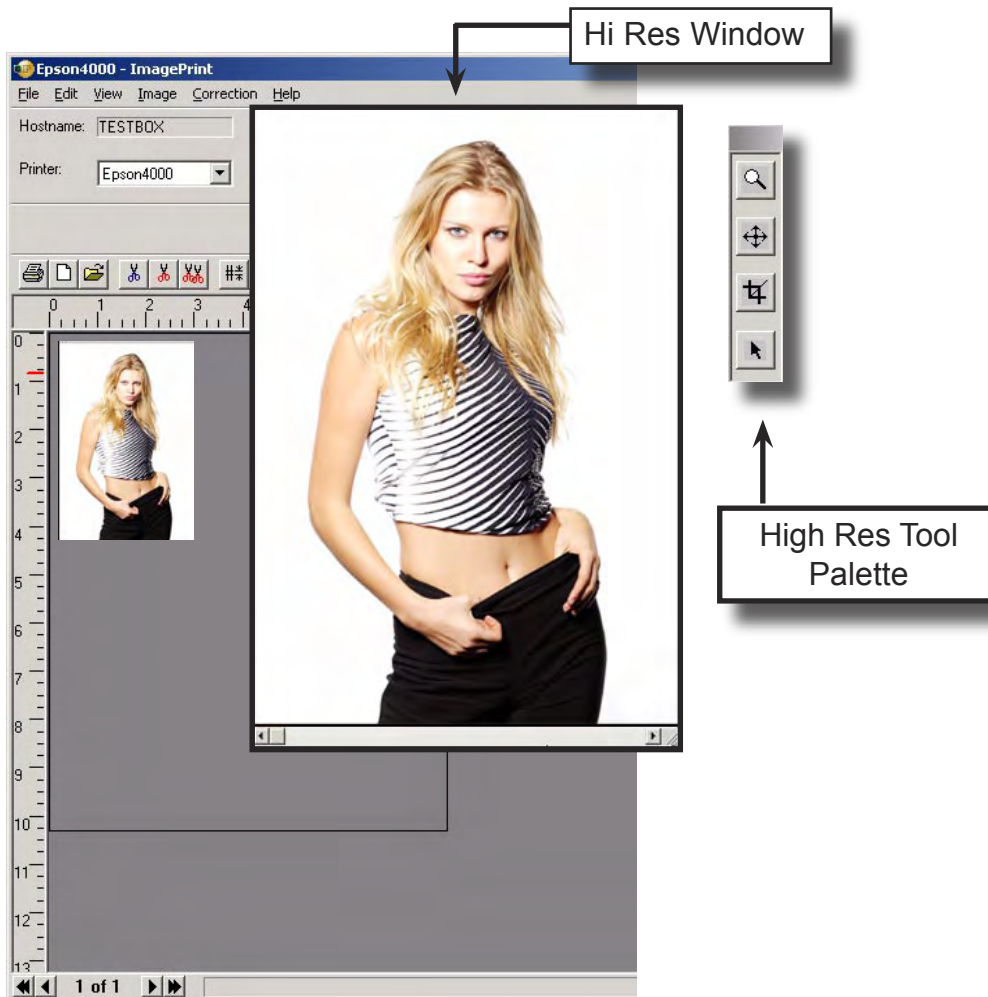 Hi Res Window
Epson4000 - ImagePrint
File Edit View Image Correction Help
Hostname: TESTBOX
Printer: Epson4000
0 1 2 3 4
0
1
2
3
4
5
6
7
8
9
10
11
12
13
High Res Tool
Palette
1 of 1